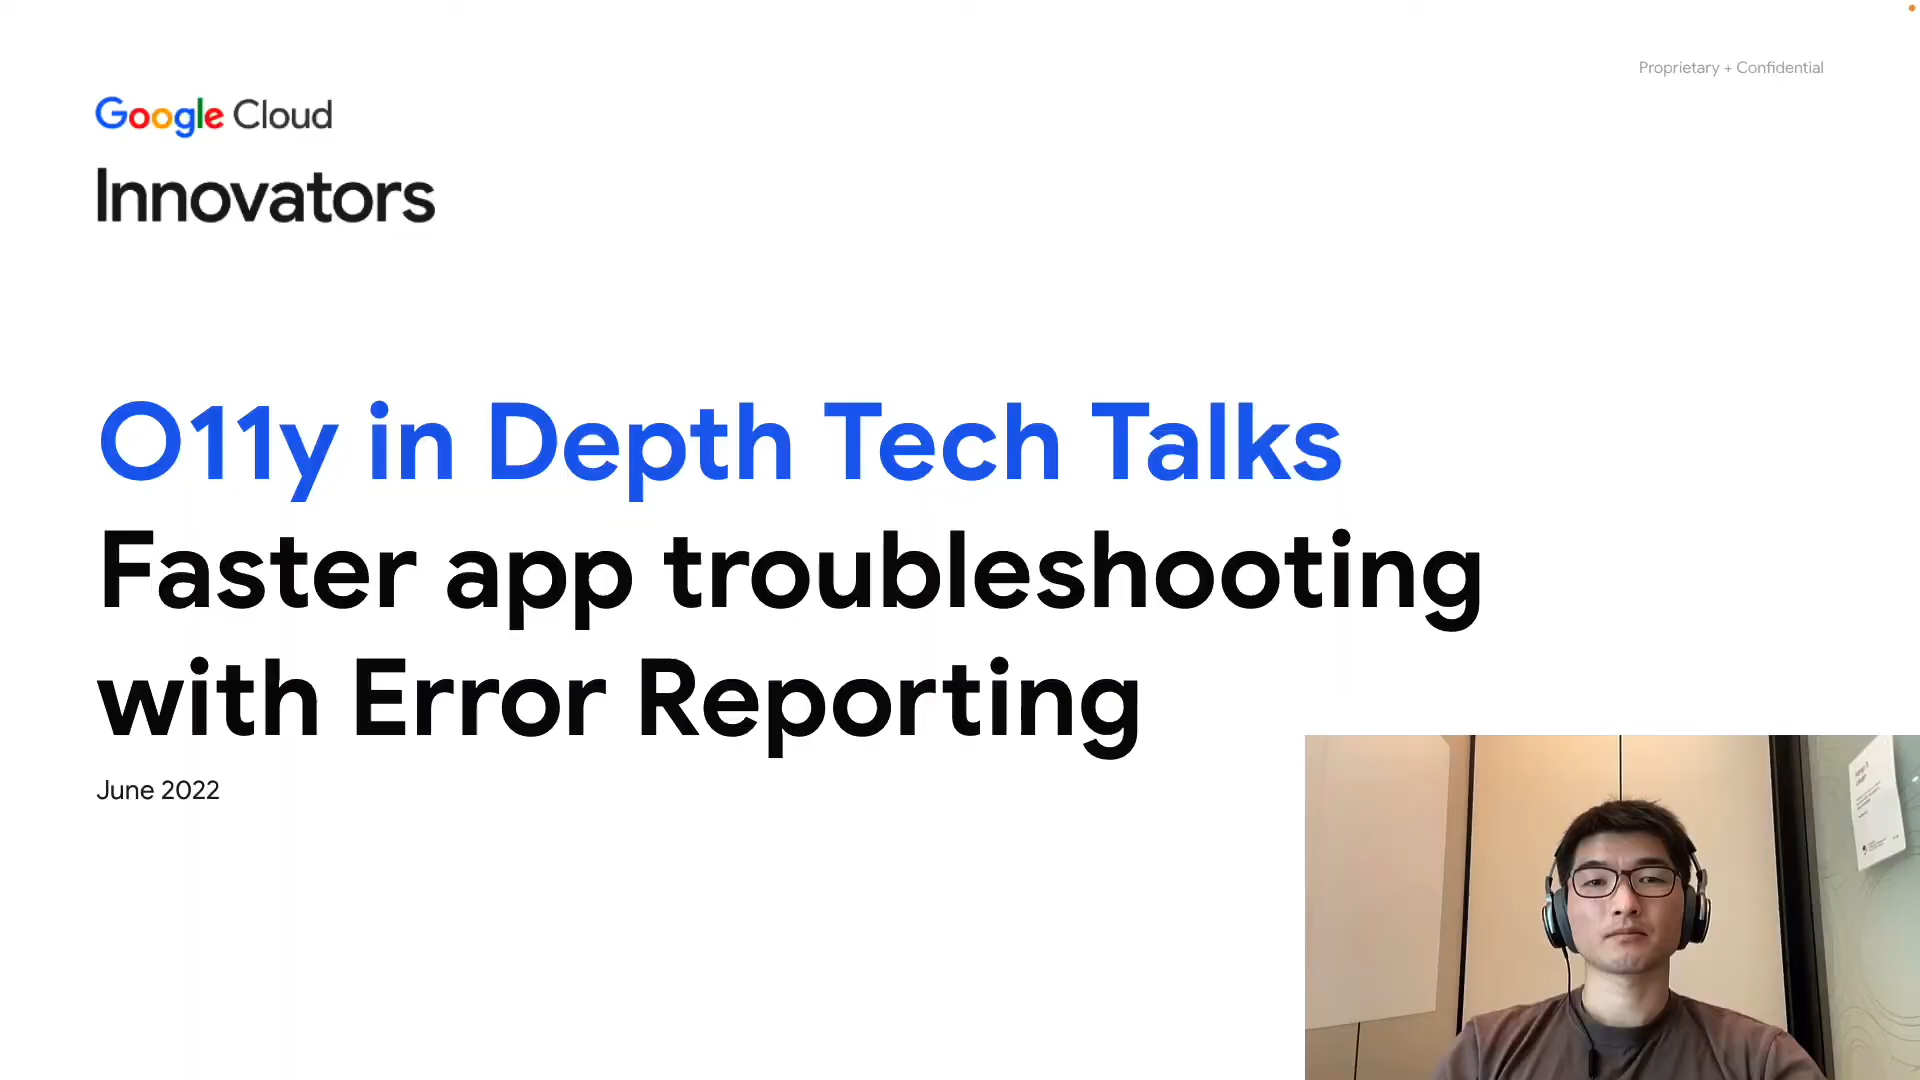 Proprietary + Confidential
Google Cloud
Innovators
O11y in Depth Tech Talks
Faster app troubleshooting
with Error Reporting
June 2022